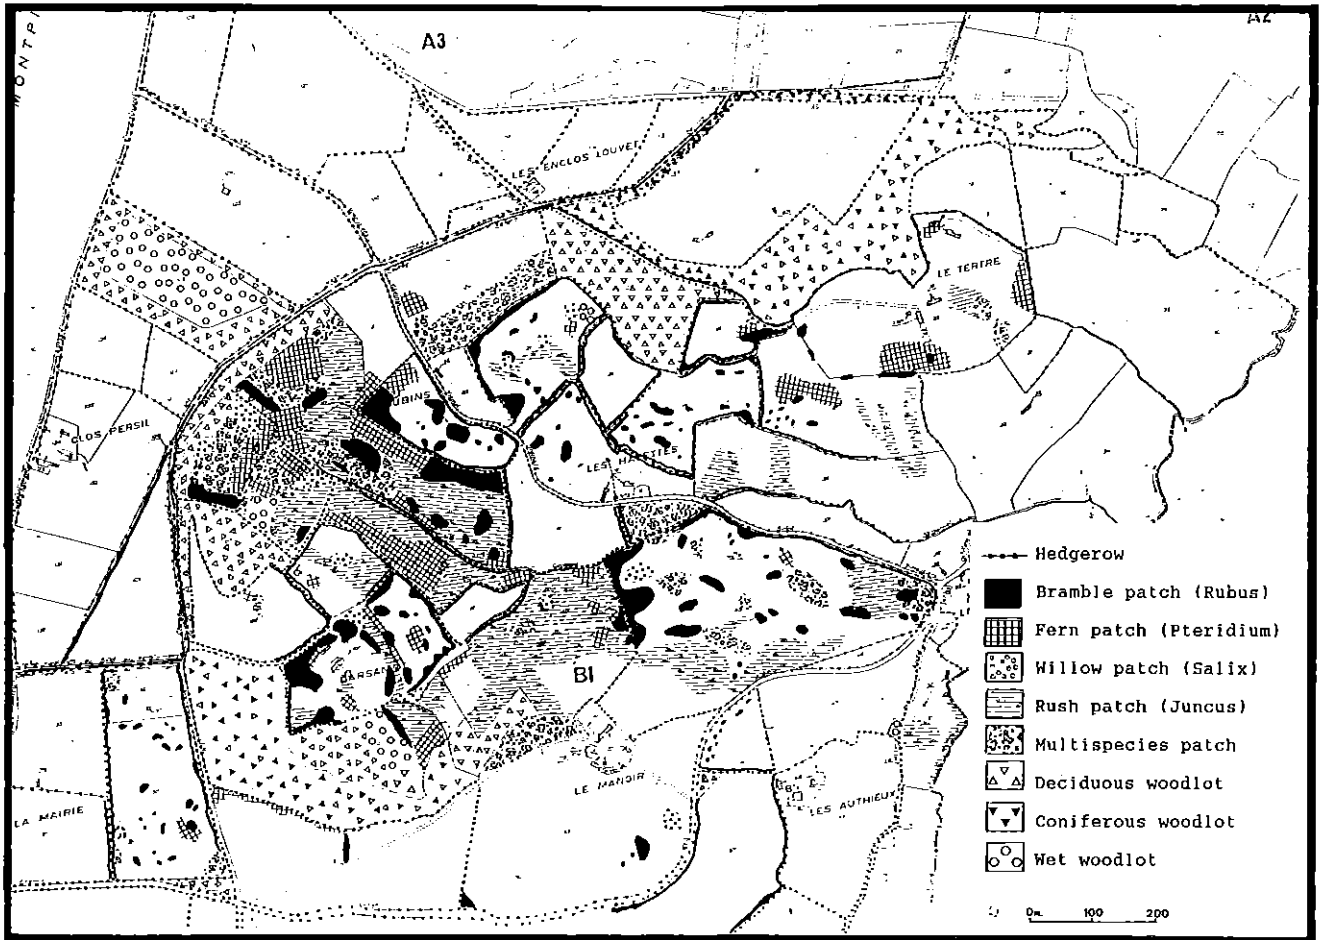 A3
A2
LES ENCLOS LOUVET
LE TERTRE
UBINS
CLOS PERSIL
B1
LE MANOIR
LES AUTHIEUX
LA MAIRIE
Hedgerow
Bramble patch (Rubus)
Fern patch (Pteridium)
Willow patch (Salix)
Rush patch (Juncus)
Multispecies patch
Deciduous woodlot
Coniferous woodlot
Wet woodlot
0m. 100 200